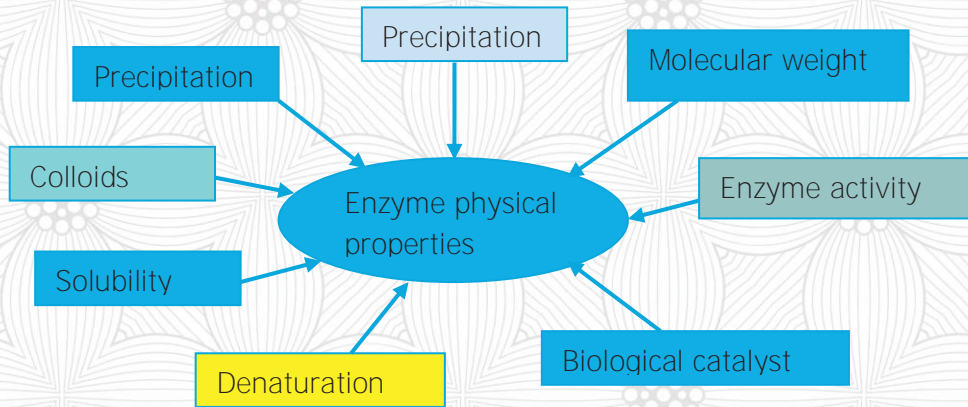 Precipitation
Precipitation
Molecular weight
Colloids
Enzyme activity
Enzyme physical
properties
Solubility
Biological catalyst
Denaturation